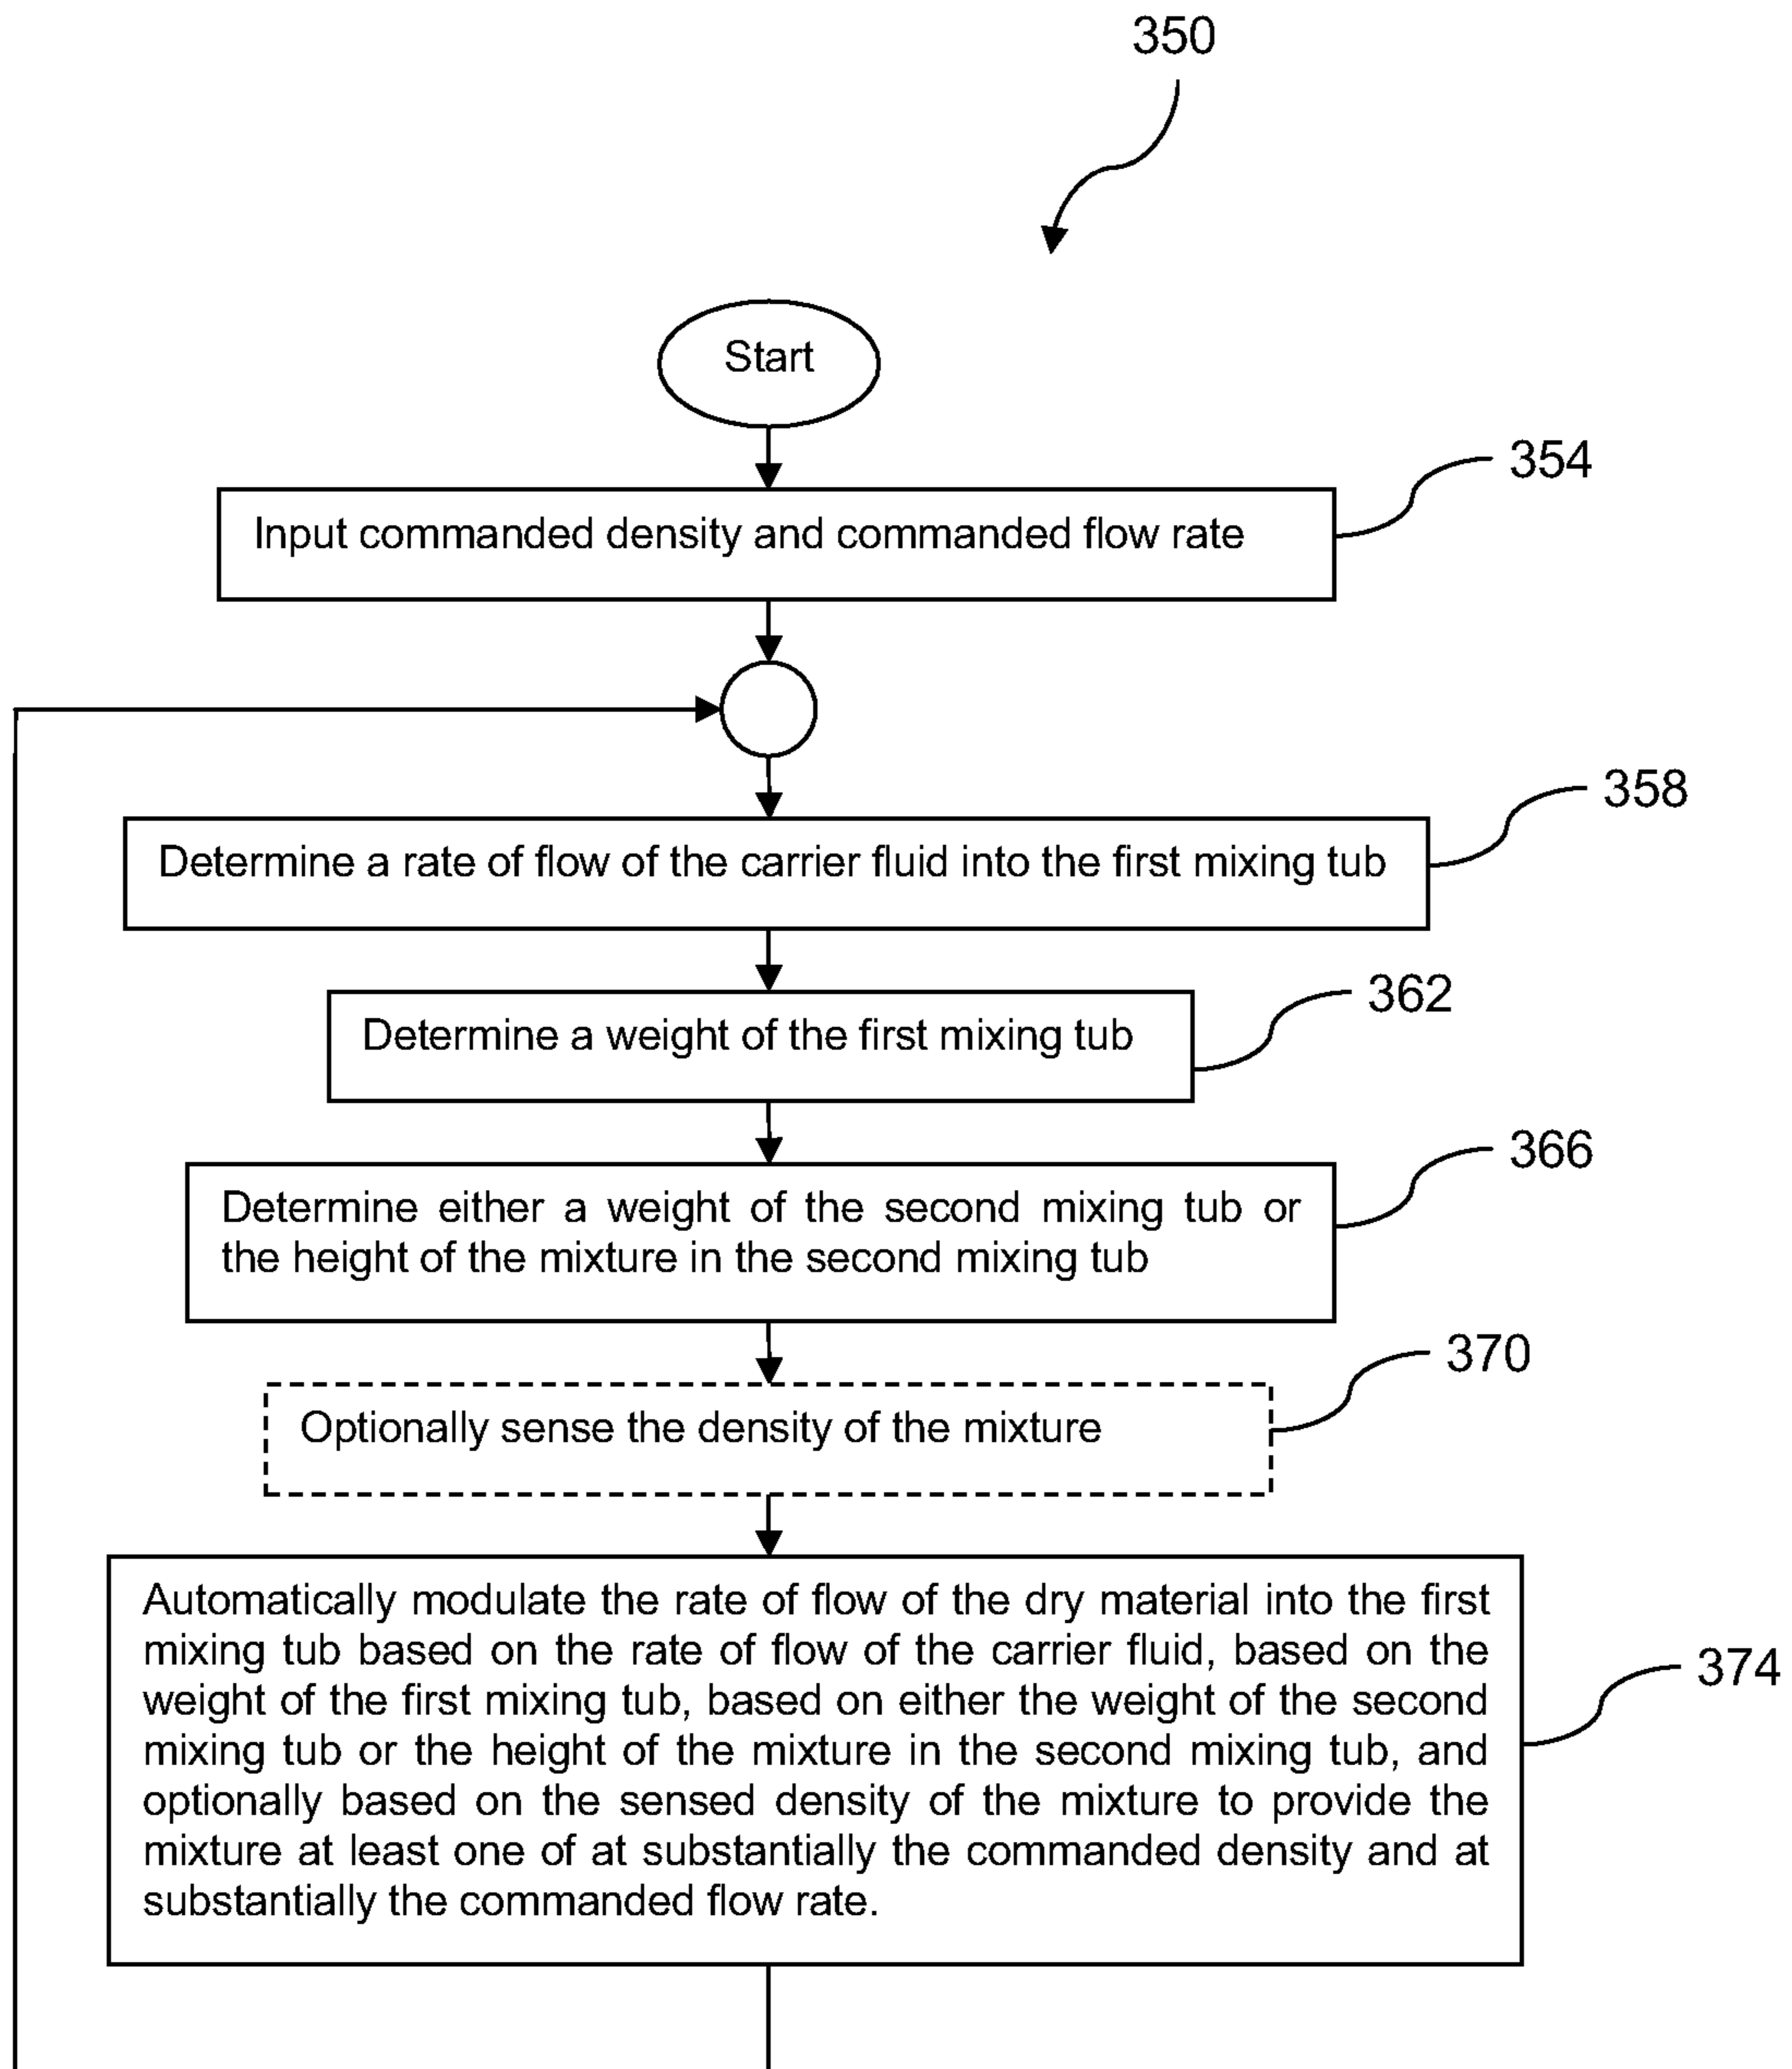 350
Start
354
Input commanded density and commanded flow rate
358
Determine a rate of flow of the carrier fluid into the first mixing tub
362
Determine a weight of the first mixing tub
366
Determine either a weight of the second mixing tub or
the height of the mixture in the second mixing tub
370
Optionally sense the density of the mixture
Automatically modulate the rate of flow of the dry material into the first
mixing tub based on the rate of flow of the carrier fluid, based on the
374
weight of the first mixing tub, based on either the weight of the second
mixing tub or the height of the mixture in the second mixing tub, and
optionally based on the sensed density of the mixture to provide the
mixture at least one of at substantially the commanded density and at
substantially the commanded flow rate.